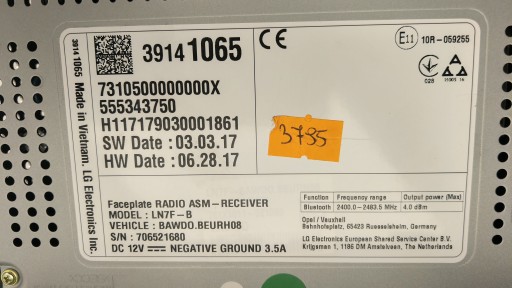 39141065 Made in Vietnam. LG Electronics Inc.
39141065
CE
E11 10R-059255
028
7310500000000X
555343750
H117179030001861
SW Date : 03.03.17
HW Date : 06.28.17
3795
Faceplate RADIO ASM-RECEIVER
MODEL : LN7F-B
VEHICLE : BAWDO.BEURH08
S/N : 706521680
DC 12V NEGATIVE GROUND 3.5A
Function Frequency range Output power (Max)
Bluetooth 2400.0-2483.5 MHz 4.0 dBm
Opel / Vauxhall
Bahnhofsplatz, 65423 Ruesselsheim, Germany
LG Electronics European Shared Service Center B.V.
Krijgsman 1, 1186 DM Amstelveen, The Netherlands